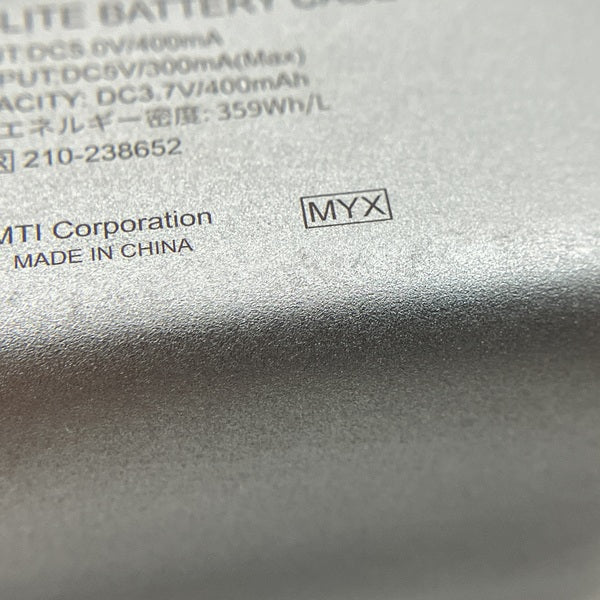 LITE BATTERY CASE
UT:DC5.0V/400mA
PUT:DC5V/300mA(Max)
ACITY: DC3.7V/400mAh
エネルギー密度: 359Wh/L
210-238652
MTI Corporation
MYX
MADE IN CHINA